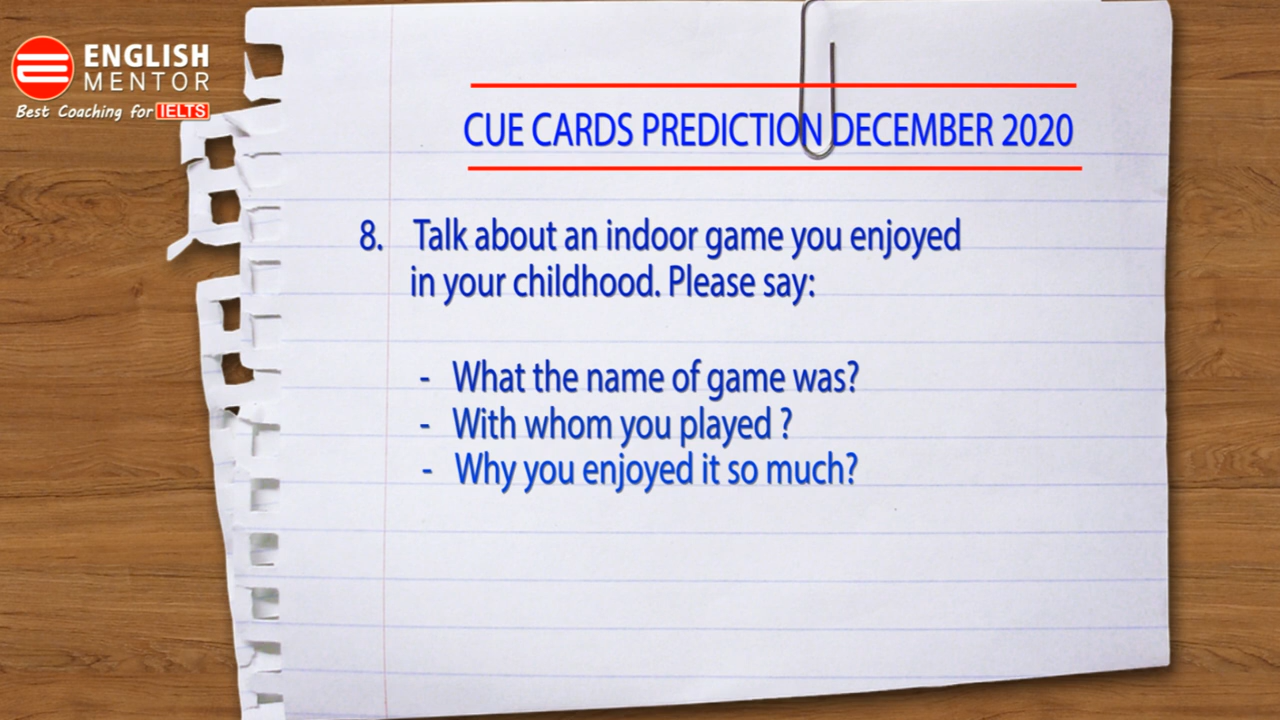 ENGLISH
MENTOR
Best Coaching for IELTS
CUE CARDS PREDICTION DECEMBER 2020
8. Talk about an indoor game you enjoyed
in your childhood. Please say:
- What the name of game was?
- With whom you played ?
- Why you enjoyed it so much?